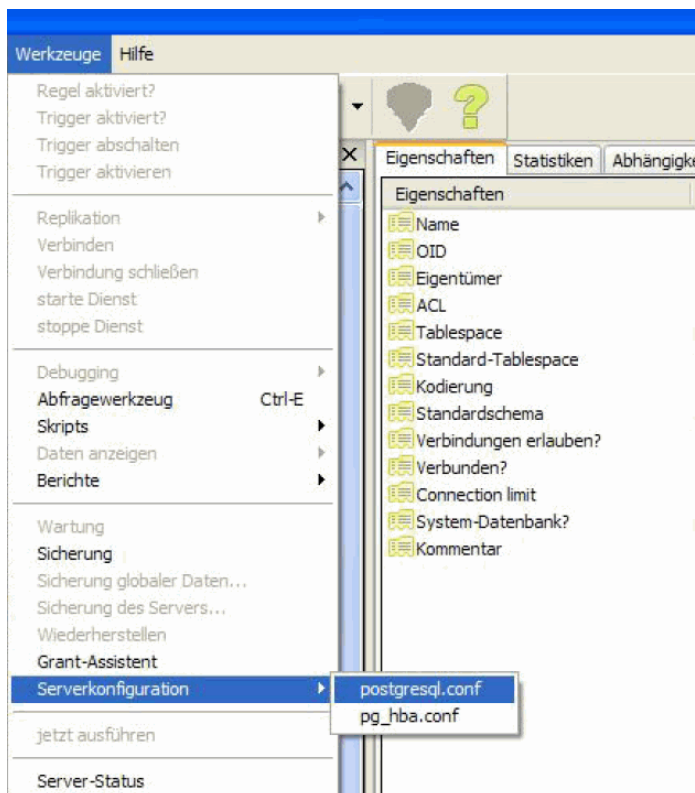 Werkzeuge Hilfe
Regel aktiviert?
Trigger aktiviert?
Trigger abschalten
Trigger aktivieren
Replikation
Verbinden
Verbindung schließen
starte Dienst
stoppe Dienst
Debugging
Abfragewerkzeug Ctrl-E
Skripts
Daten anzeigen
Berichte
Wartung
Sicherung
Sicherung globaler Daten...
Sicherung des Servers...
Wiederherstellen
Grant-Assistent
Serverkonfiguration
postgresql.conf
pg_hba.conf
jetzt ausführen
Server-Status
Eigenschaften Statistiken
Eigenschaften
Name
OID
Eigentümer
ACL
Tablespace
Standard-Tablespace
Kodierung
Standardschema
Verbindungen erlauben?
Verbunden?
Connection limit
System-Datenbank?
Kommentar